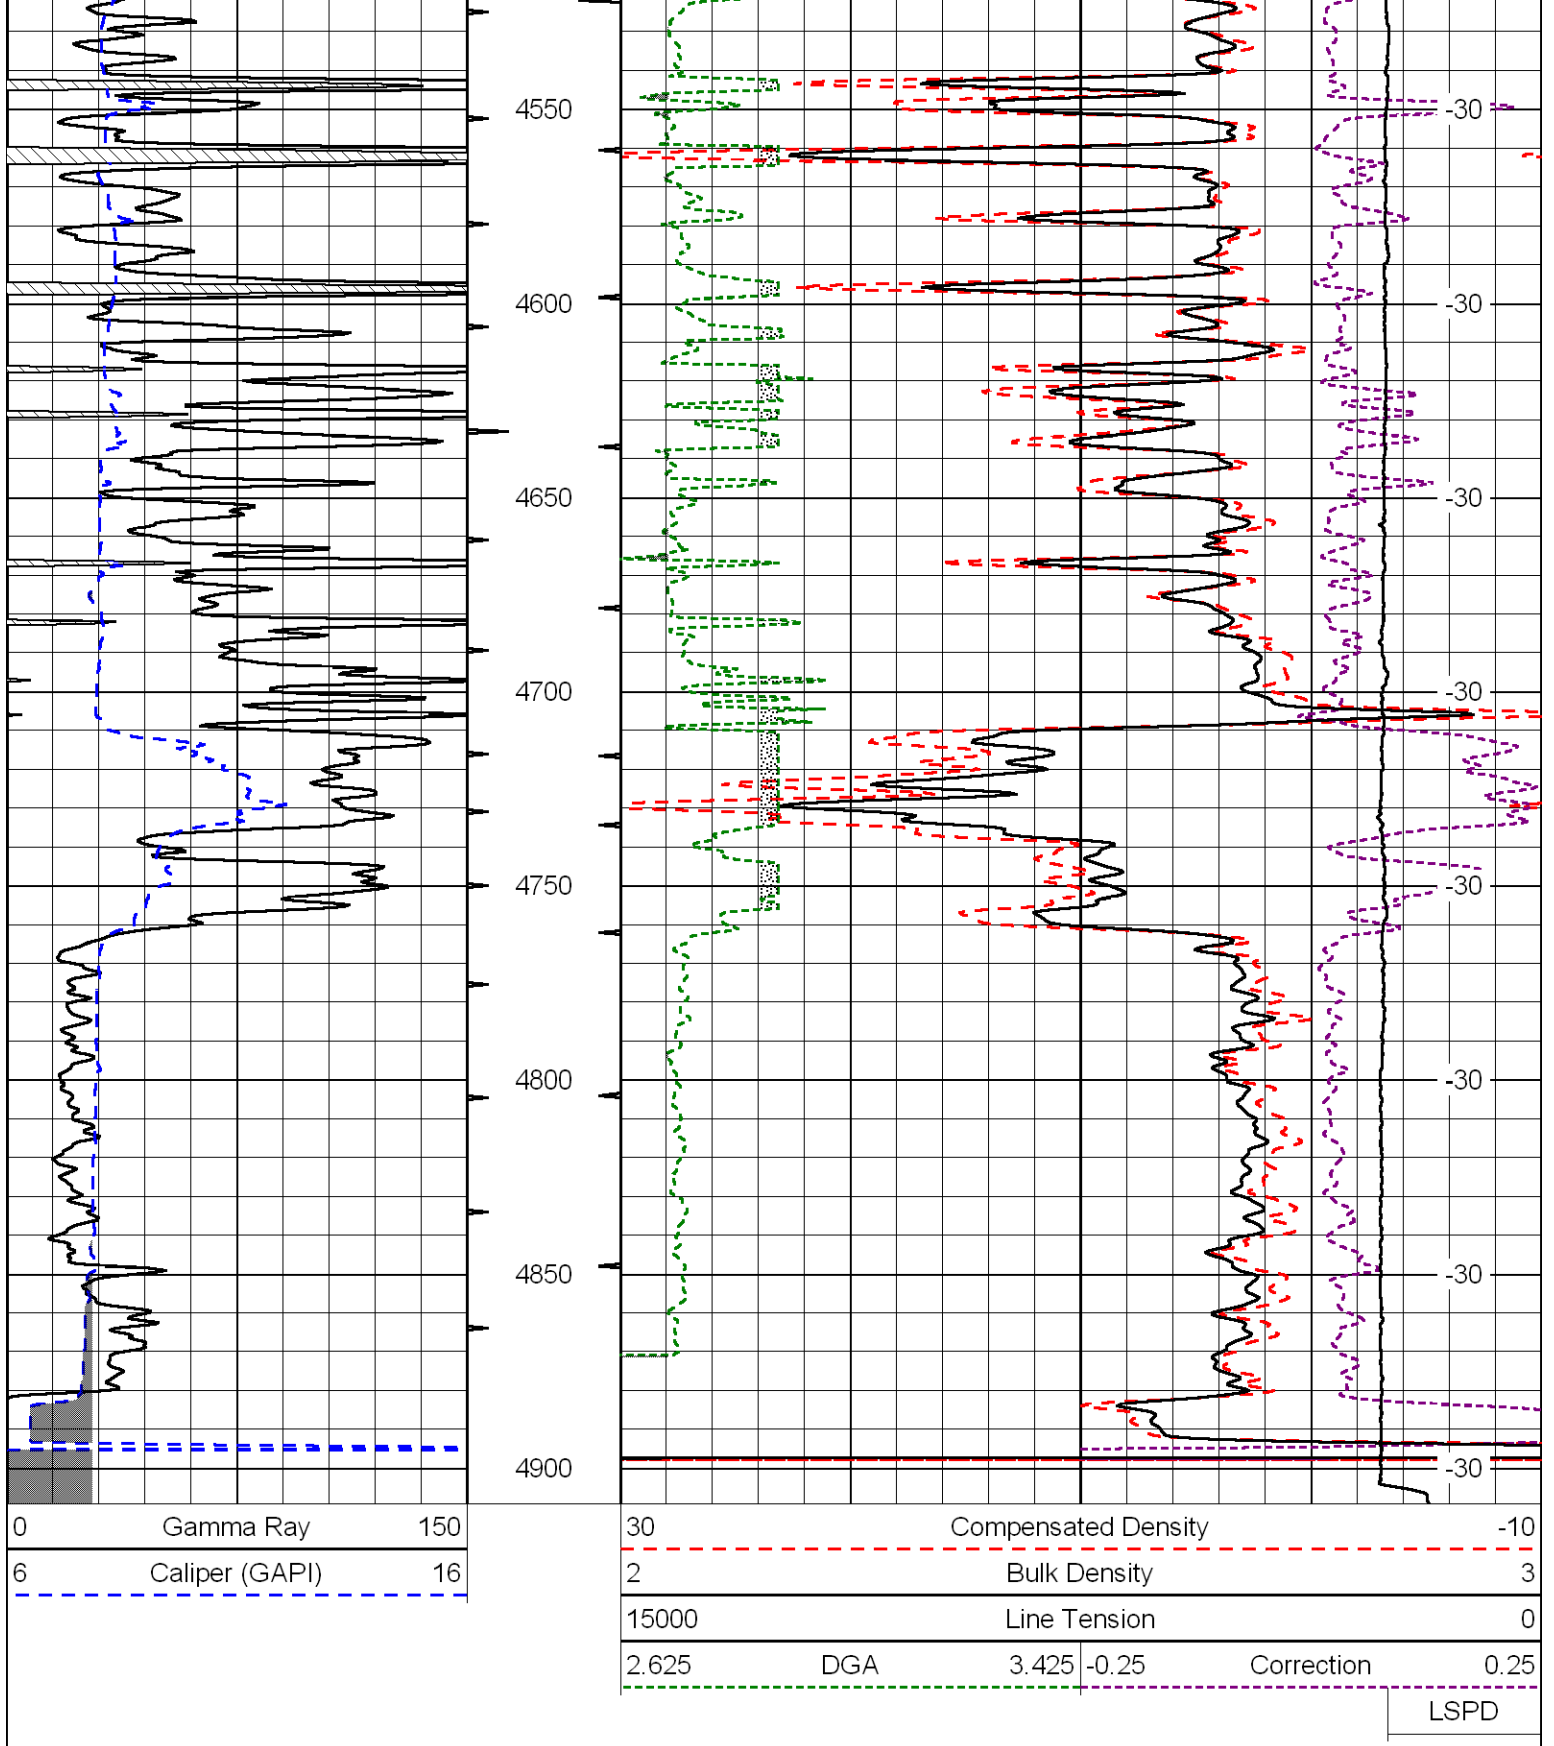 4550 -30
4600 -30
4650 -30
4700 -30
4750 -30
4800 -30
4850 -30
4900 -30
0 Gamma Ray 150
6 Caliper (GAPI) 16
30 Compensated Density -10
2 Bulk Density 3
15000 Line Tension 0
2.625 DGA 3.425 -0.25 Correction 0.25
LSPD